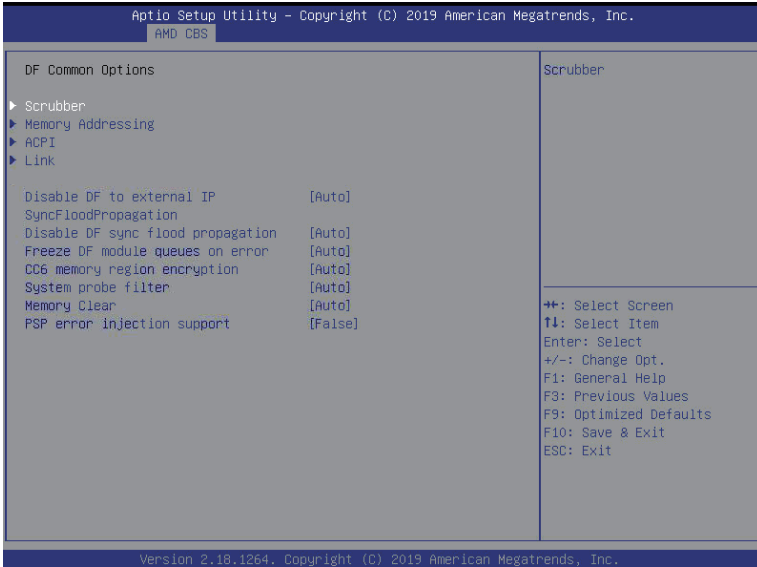 Aptio Setup Utility – Copyright (C) 2019 American Megatrends, Inc.
AMD CBS
DF Common Options
Scrubber
Memory Addressing
ACPI
Link
Disable DF to external IP [Auto]
SyncFloodPropagation
Disable DF sync flood propagation [Auto]
Freeze DF module queues on error [Auto]
CC6 memory region encryption [Auto]
System probe filter [Auto]
Memory Clear [Auto]
PSP error injection support [False]
Scrubber
→←: Select Screen
↑↓: Select Item
Enter: Select
+/-: Change Opt.
F1: General Help
F3: Previous Values
F9: Optimized Defaults
F10: Save & Exit
ESC: Exit
Version 2.18.1264. Copyright (C) 2019 American Megatrends, Inc.